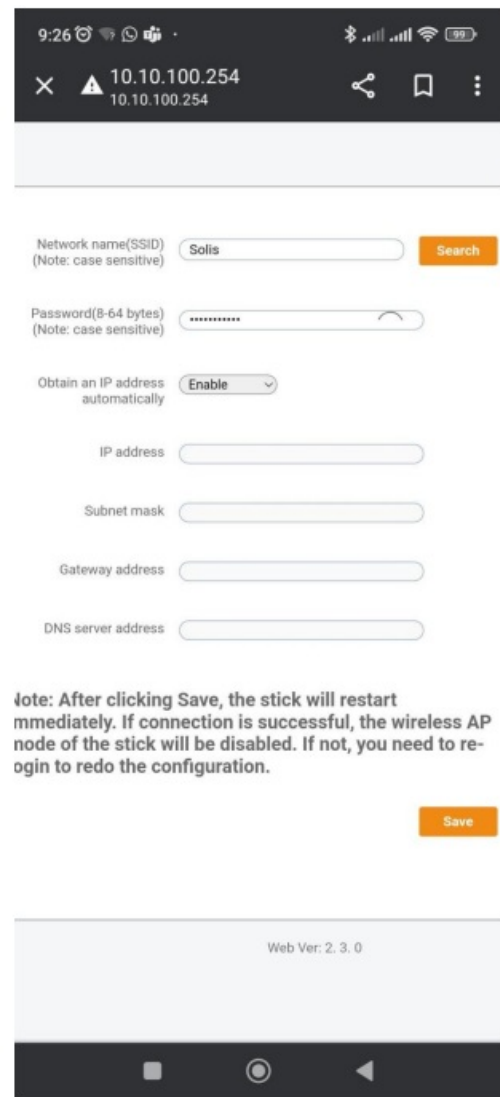 9:26
99
10.10.100.254
10.10.100.254
Network name(SSID)
(Note: case sensitive)
Solis
Search
Password(8-64 bytes)
(Note: case sensitive)
•••••••••••
Obtain an IP address
automatically
Enable
IP address
Subnet mask
Gateway address
DNS server address
Note: After clicking Save, the stick will restart
immediately. If connection is successful, the wireless AP
mode of the stick will be disabled. If not, you need to re-
login to redo the configuration.
Save
Web Ver: 2. 3. 0